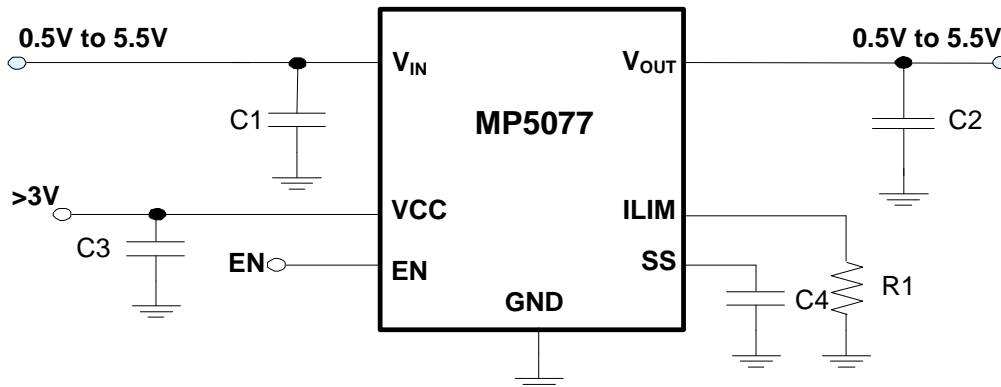 0.5V to 5.5V
0.5V to 5.5V
VIN
VOUT
C1
MP5077
C2
>3V
VCC
ILIM
C3
EN
EN
SS
C4
R1
GND